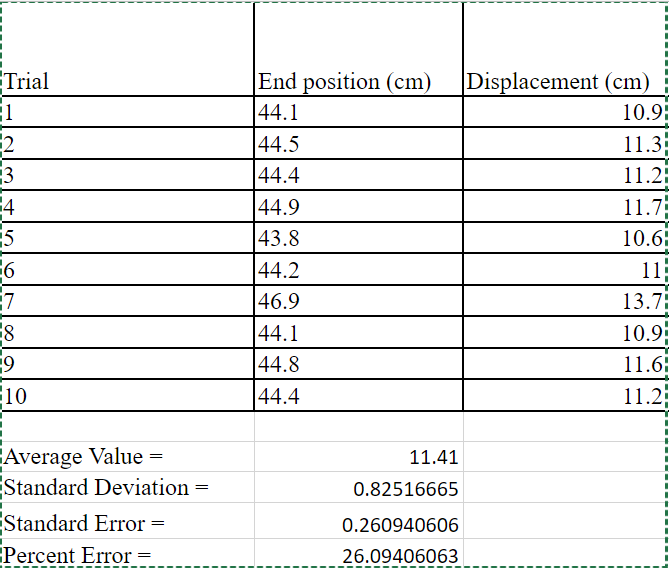 Trial End position (cm) Displacement (cm)
1 44.1 10.9
2 44.5 11.3
3 44.4 11.2
4 44.9 11.7
5 43.8 10.6
6 44.2 11
7 46.9 13.7
8 44.1 10.9
9 44.8 11.6
10 44.4 11.2
Average Value = 11.41
Standard Deviation = 0.82516665
Standard Error = 0.260940606
Percent Error = 26.09406063